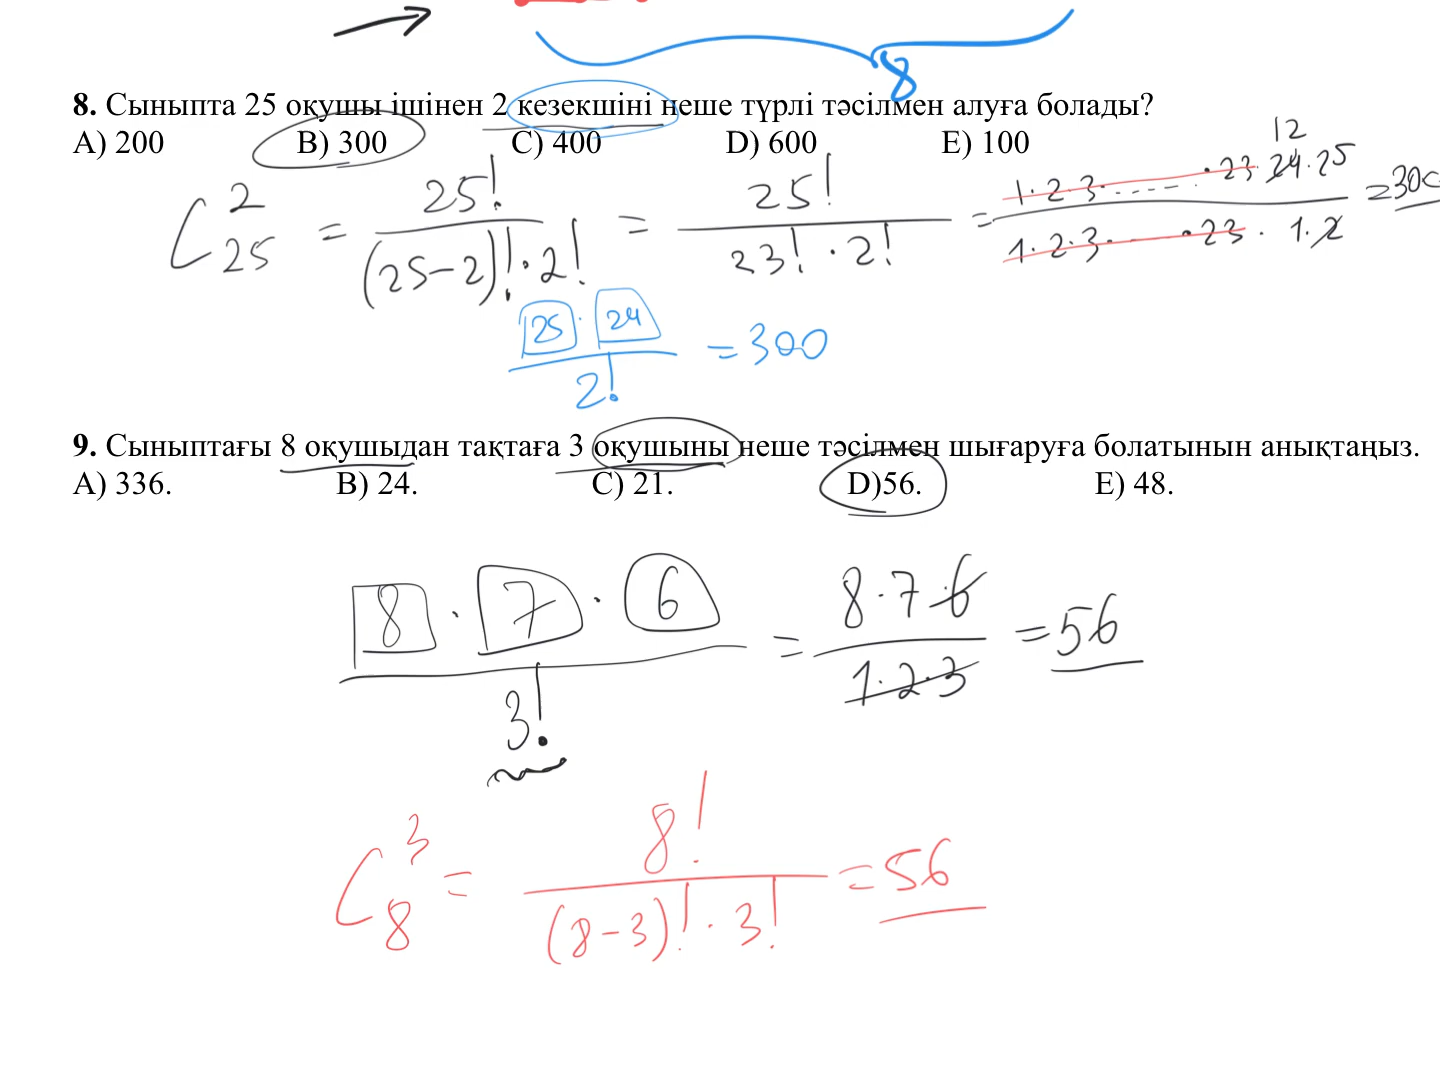 8
8. Сыныпта 25 оқушы ішінен 2 кезекшіні неше түрлі тәсілмен алуға болады?
A) 200 B) 300 C) 400 D) 600 E) 100
C₂₅² = 25! / (25-2)! · 2! = 25! / 23! · 2! = 1·2·3·.....·23·24·25 / 1·2·3·....·23·1·2 = 300
12
25 · 24 / 2! = 300
9. Сыныптағы 8 оқушыдан тақтаға 3 оқушыны неше тәсілмен шығаруға болатынын анықтаңыз.
A) 336. B) 24. C) 21. D)56. E) 48.
8 · 7 · 6 / 3! = 8·7·6 / 1·2·3 = 56
C₈³ = 8! / (8-3)! · 3! = 56